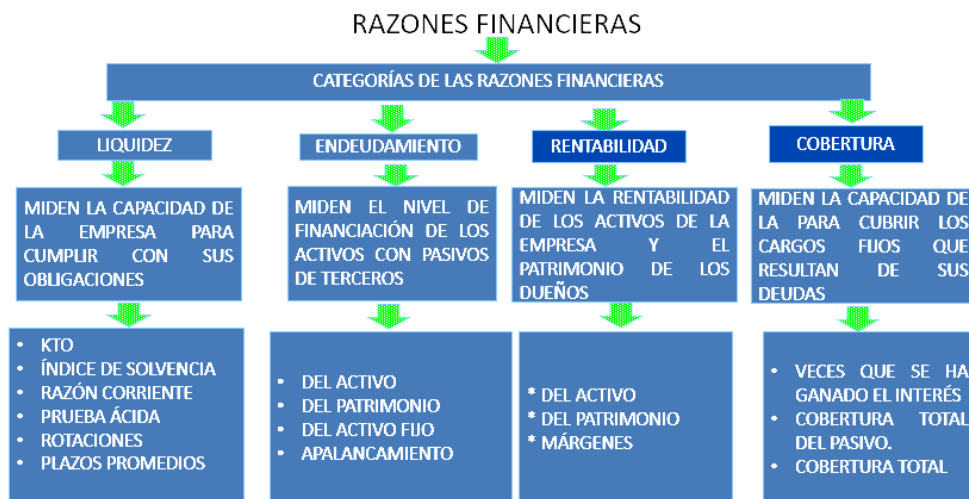 RAZONES FINANCIERAS
CATEGORÍAS DE LAS RAZONES FINANCIERAS
LIQUIDEZ
MIDEN LA CAPACIDAD DE
LA EMPRESA PARA
CUMPLIR CON SUS
OBLIGACIONES
• KTO
• ÍNDICE DE SOLVENCIA
• RAZÓN CORRIENTE
• PRUEBA ÁCIDA
• ROTACIONES
• PLAZOS PROMEDIOS
ENDEUDAMIENTO
MIDEN EL NIVEL DE
FINANCIACIÓN DE LOS
ACTIVOS CON PASIVOS
DE TERCEROS
• DEL ACTIVO
• DEL PATRIMONIO
• DEL ACTIVO FIJO
• APALANCAMIENTO
RENTABILIDAD
MIDEN LA RENTABILIDAD
DE LOS ACTIVOS DE LA
EMPRESA Y EL
PATRIMONIO DE LOS
DUEÑOS
* DEL ACTIVO
* DEL PATRIMONIO
* MÁRGENES
COBERTURA
MIDEN LA CAPACIDAD DE
LA PARA CUBRIR LOS
CARGOS FIJOS QUE
RESULTAN DE SUS
DEUDAS
• VECES QUE SE HA
GANADO EL INTERÉS
• COBERTURA TOTAL
DEL PASIVO.
• COBERTURA TOTAL